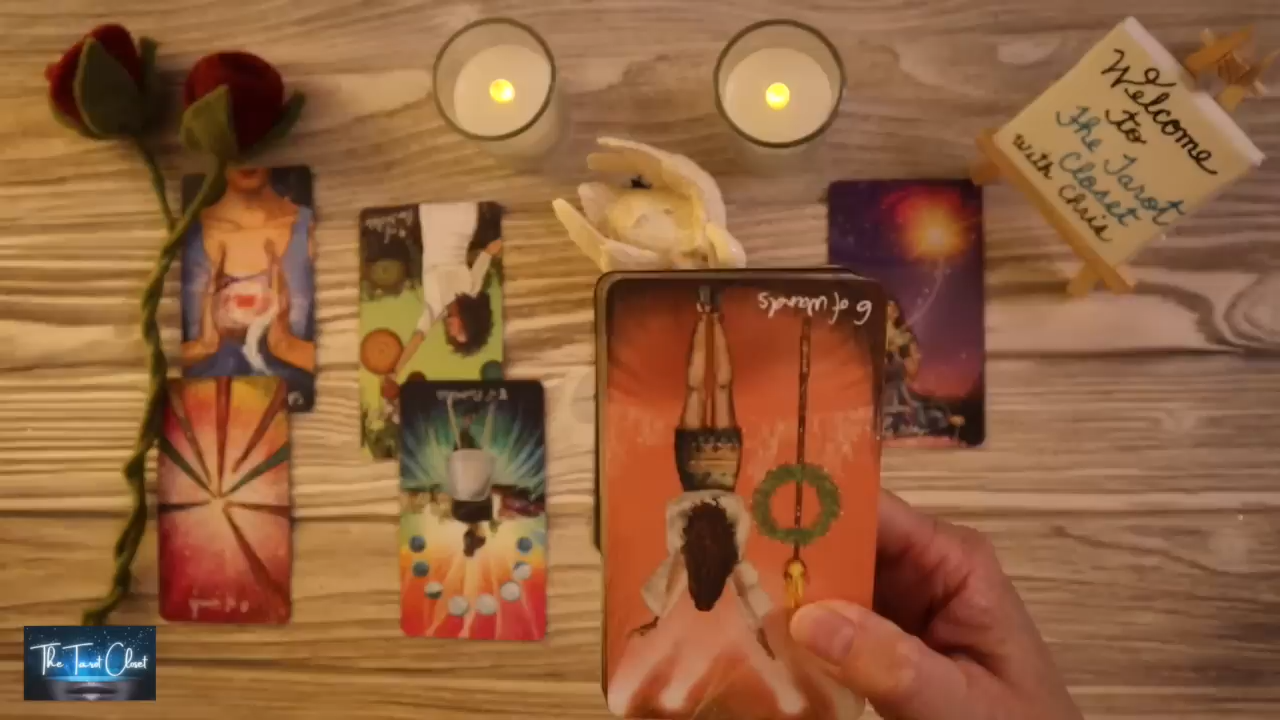 Welcome
to
The Tarot
Closet
with Chris
6 of wands
The Tarot Closet